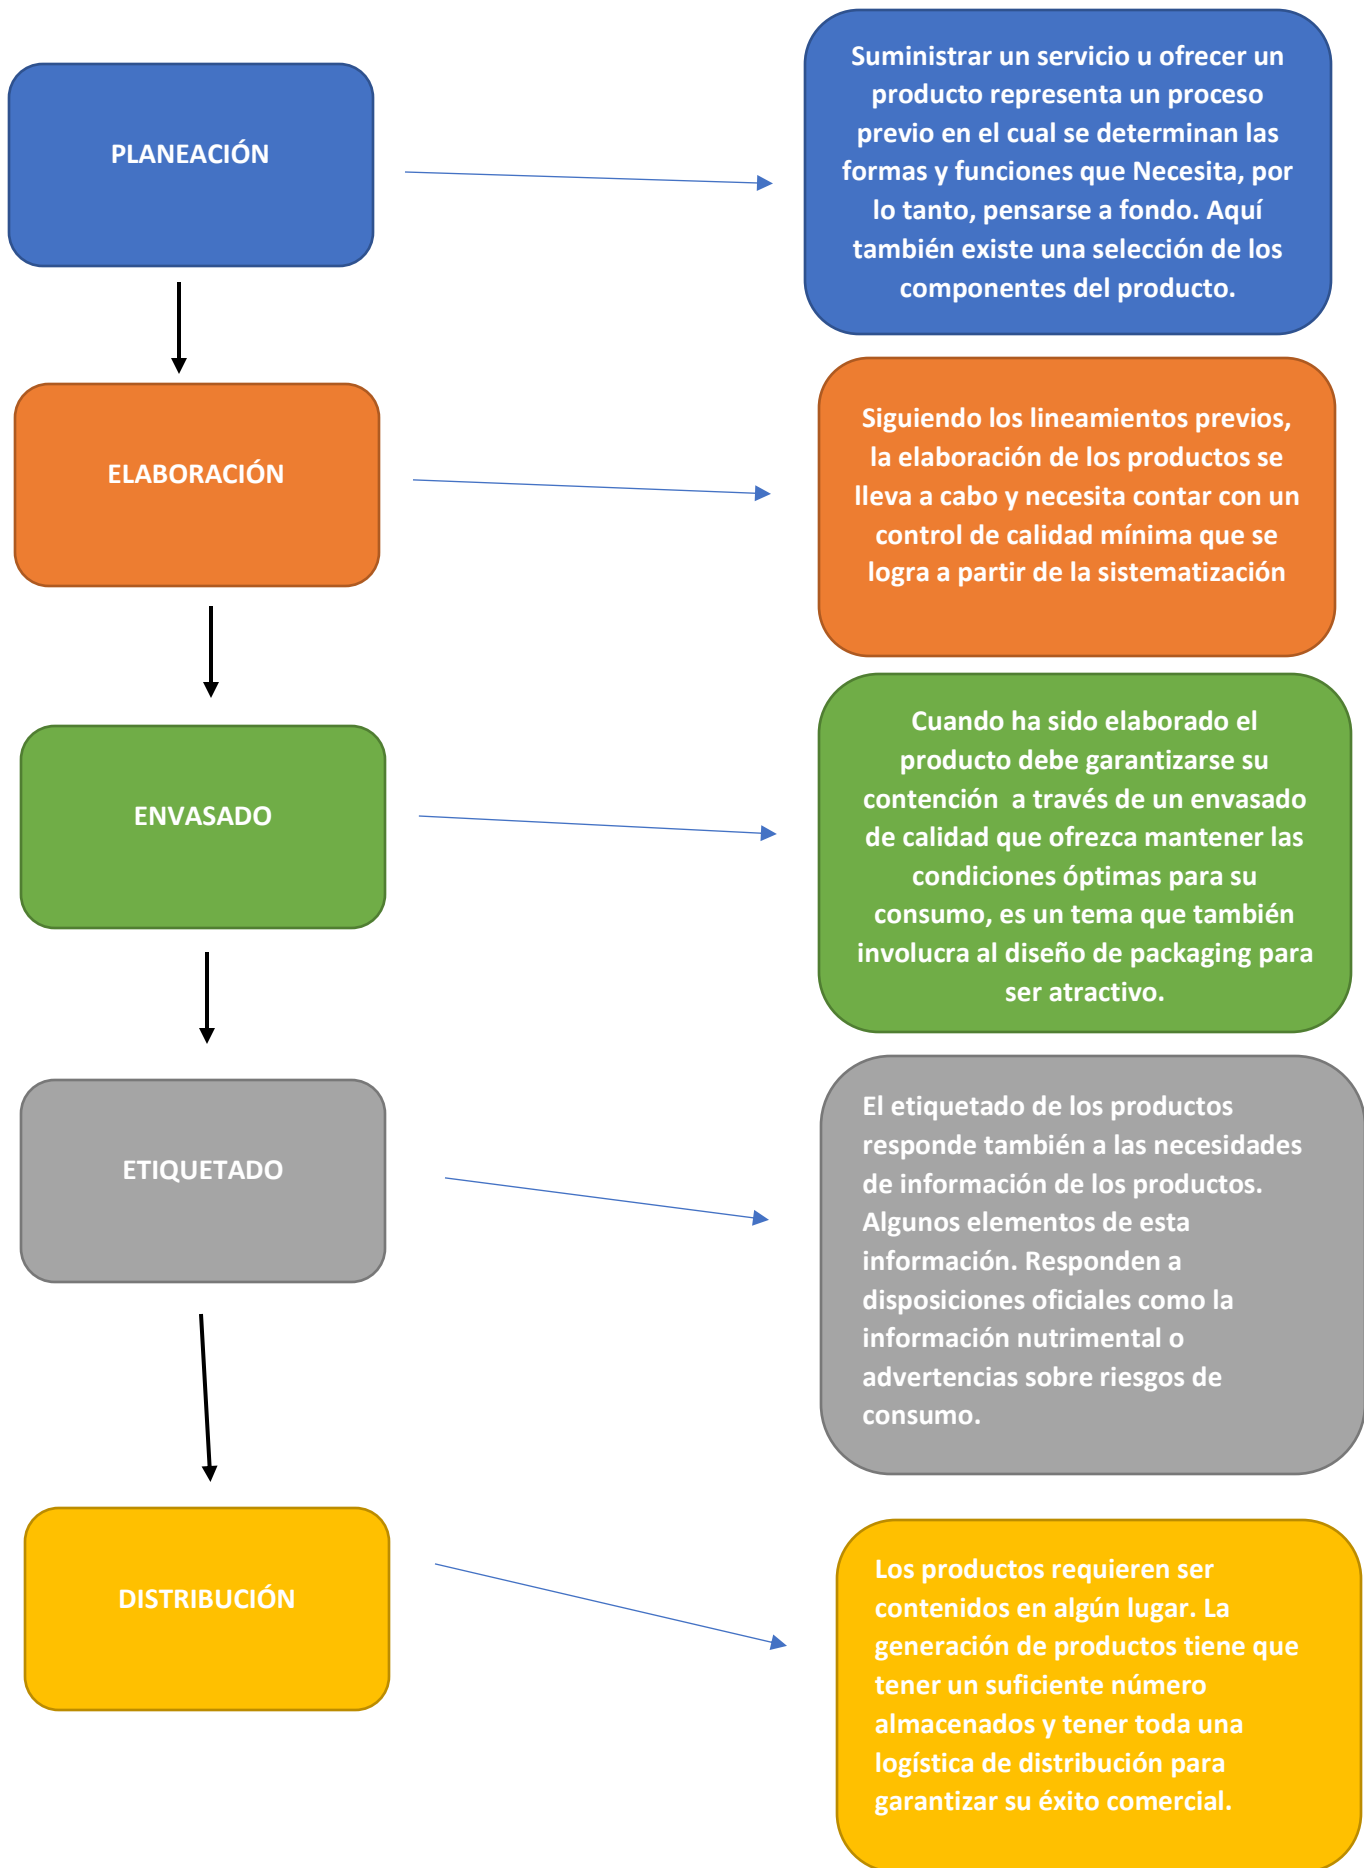 PLANEACIÓN
Suministrar un servicio u ofrecer un
producto representa un proceso
previo en el cual se determinan las
formas y funciones que Necesita, por
lo tanto, pensarse a fondo. Aquí
también existe una selección de los
componentes del producto.
ELABORACIÓN
Siguiendo los lineamientos previos,
la elaboración de los productos se
lleva a cabo y necesita contar con un
control de calidad mínima que se
logra a partir de la sistematización
ENVASADO
Cuando ha sido elaborado el
producto debe garantizarse su
contención  a través de un envasado
de calidad que ofrezca mantener las
condiciones óptimas para su
consumo, es un tema que también
involucra al diseño de packaging para
ser atractivo.
ETIQUETADO
El etiquetado de los productos
responde también a las necesidades
de información de los productos.
Algunos elementos de esta
información. Responden a
disposiciones oficiales como la
información nutrimental o
advertencias sobre riesgos de
consumo.
DISTRIBUCIÓN
Los productos requieren ser
contenidos en algún lugar. La
generación de productos tiene que
tener un suficiente número
almacenados y tener toda una
logística de distribución para
garantizar su éxito comercial.